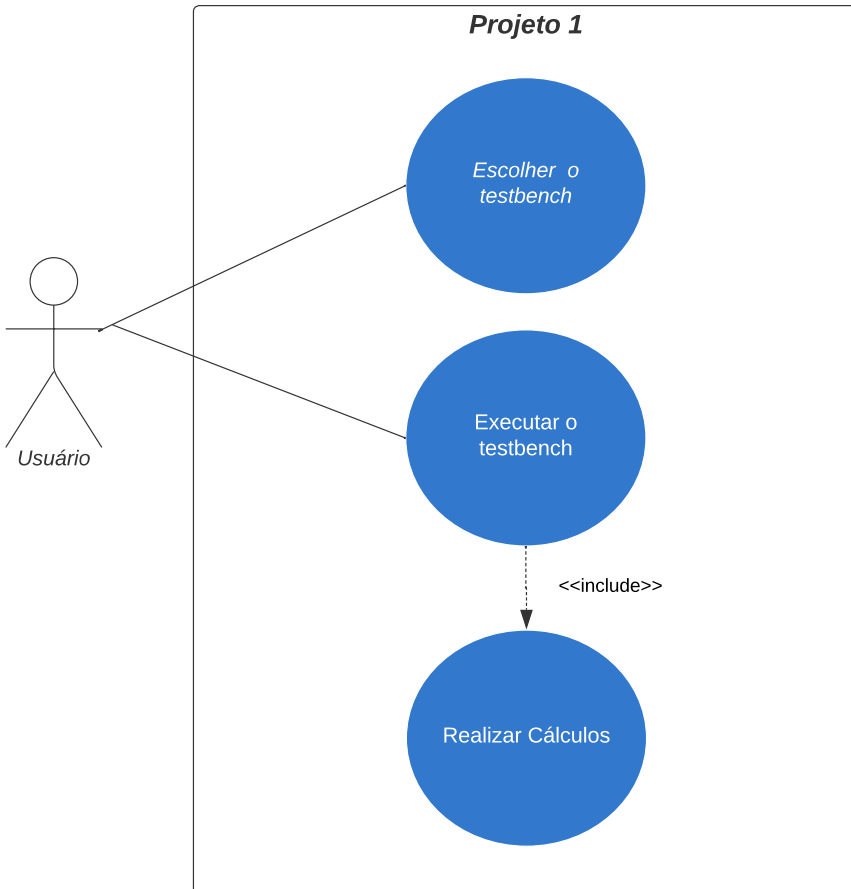 Projeto 1
Escolher o
testbench
Usuário
Executar o
testbench
<<include>>
Realizar Cálculos